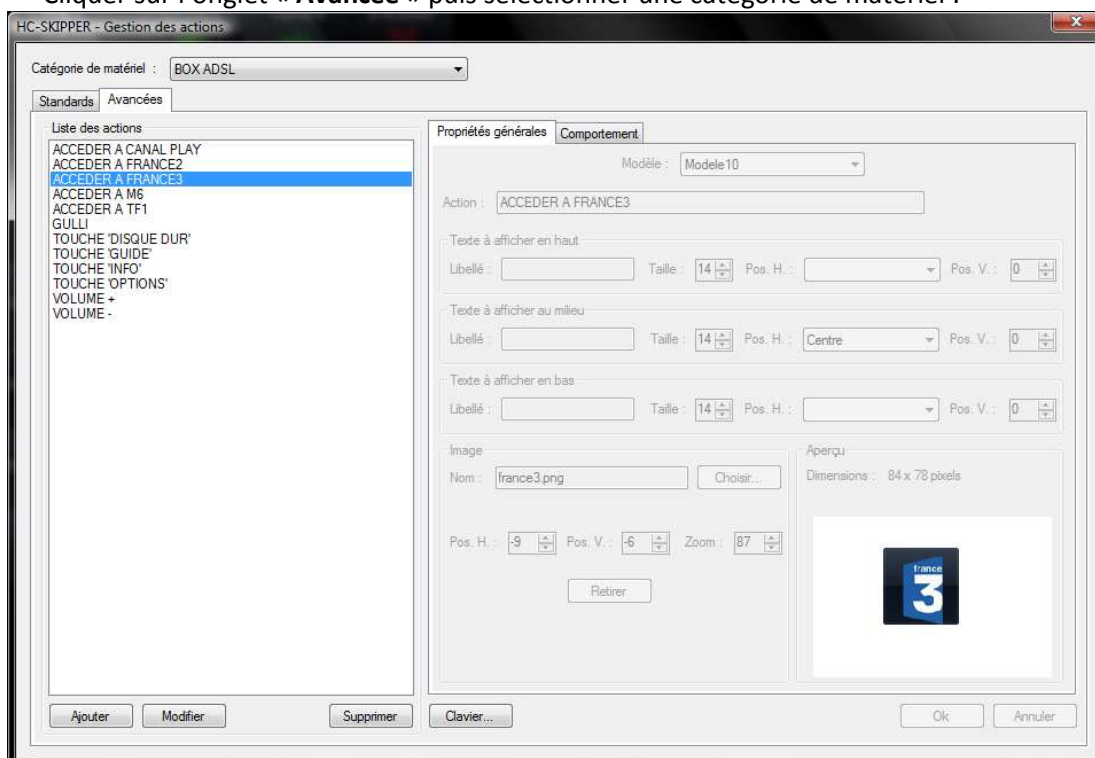 Cliquer sur l'onglet « Avancée » puis sélectionner une catégorie de matériel :
HC-SKIPPER - Gestion des actions
Catégorie de matériel : BOX ADSL
Standards Avancées
Liste des actions
ACCEDER A CANAL PLAY
ACCEDER A FRANCE2
ACCEDER A FRANCE3
ACCEDER A M6
ACCEDER A TF1
GULLI
TOUCHE 'DISQUE DUR'
TOUCHE 'GUIDE'
TOUCHE 'INFO'
TOUCHE 'OPTIONS'
VOLUME +
VOLUME -
Ajouter Modifier Supprimer
Propriétés générales Comportement
Modèle : Modele10
Action : ACCEDER A FRANCE3
Texte à afficher en haut
Libellé : Taille : 14 Pos. H. : Pos. V. : 0
Texte à afficher au milieu
Libellé : Taille : 14 Pos. H. : Centre Pos. V. : 0
Texte à afficher en bas
Libellé : Taille : 14 Pos. H. : Pos. V. : 0
Image
Nom : france3.png Choisir...
Pos. H. : -9 Pos. V. : -6 Zoom : 87
Retirer
Aperçu
Dimensions : 84 x 78 pixels
france
3
Clavier... Ok Annuler